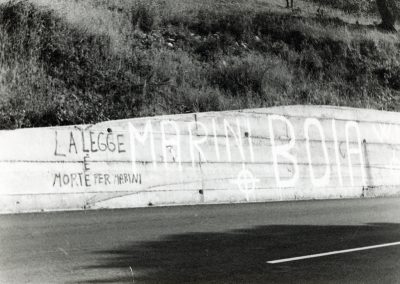 LA LEGGE
È
MORTE PER MARINI
MARINI BOIA
W